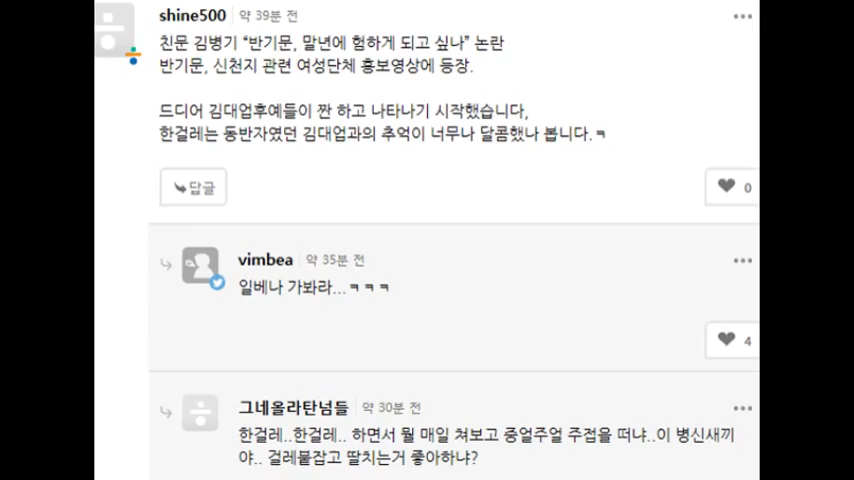 shine500 약 39분 전
친문 김병기 “반기문, 말년에 험하게 되고 싶나” 논란
반기문, 신천지 관련 여성단체 홍보영상에 등장.
드디어 김대업후예들이 짠 하고 나타나기 시작했습니다,
한걸레는 동반자였던 김대업과의 추억이 너무나 달콤했나 봅니다.ㅋ
답글
0
vimbea 약 35분 전
일베나 가봐라...ㅋㅋㅋ
4
그네올라탄넘들 약 30분 전
한걸레..한걸레.. 하면서 뭘 매일 쳐보고 중얼주얼 주접을 떠냐..이 병신새끼
야.. 걸레붙잡고 딸치는거 좋아하냐?